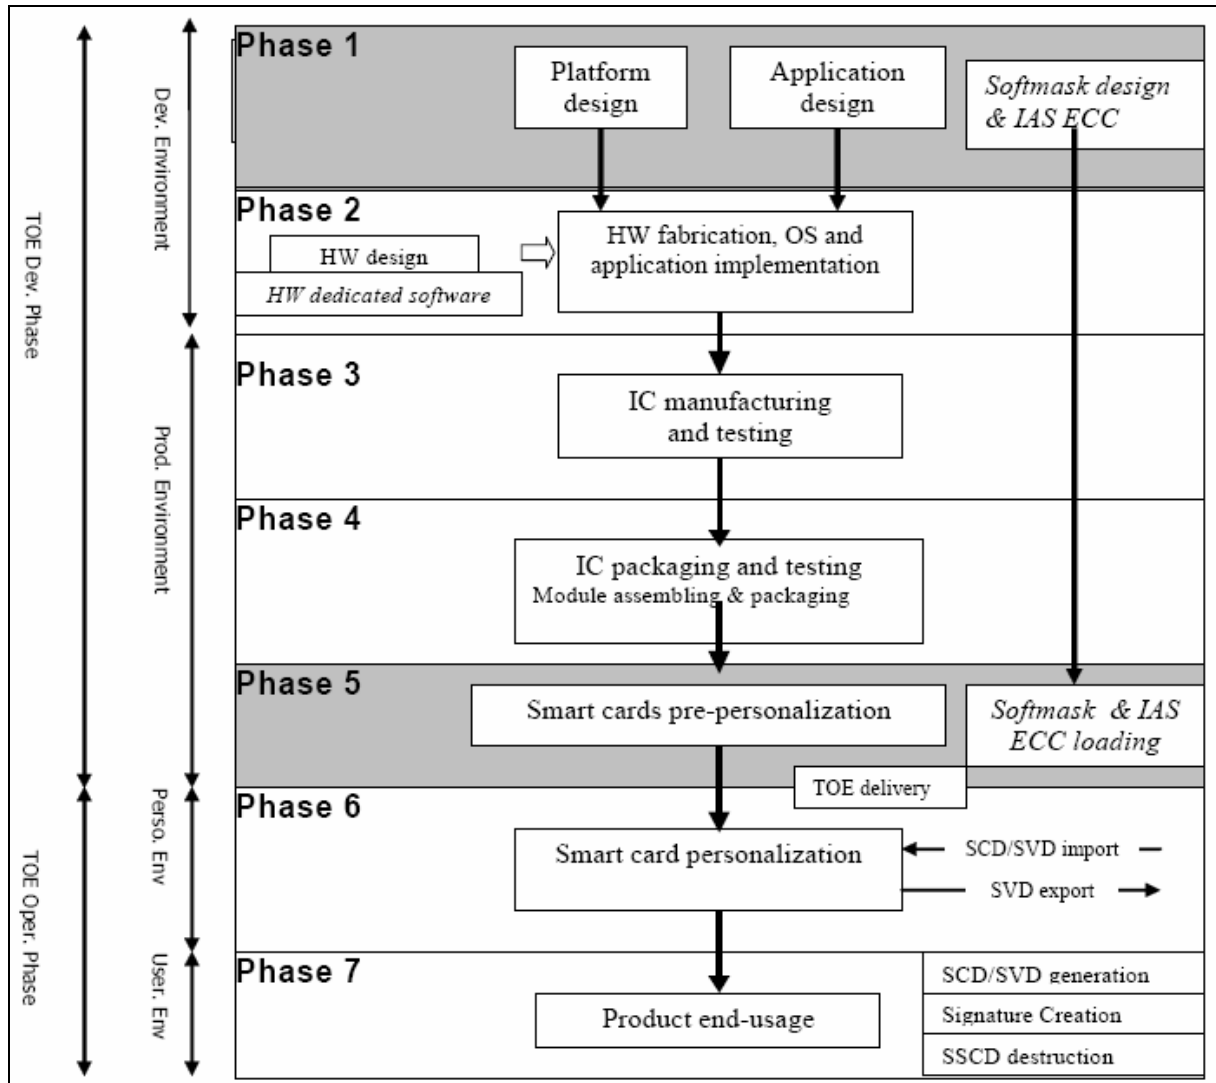 Phase 1
Platform
design
Application
design
Softmask design
& IAS ECC
Phase 2
HW design
HW dedicated software
HW fabrication, OS and
application implementation
Phase 3
IC manufacturing
and testing
Phase 4
IC packaging and testing
Module assembling & packaging
Phase 5
Smart cards pre-personalization
Softmask & IAS
ECC loading
TOE delivery
Phase 6
Smart card personalization
SCD/SVD import
SVD export
Phase 7
Product end-usage
SCD/SVD generation
Signature Creation
SSCD destruction
TOE Dev. Phase
TOE Oper. Phase
Dev. Environment
Prod. Environment
Perso. Env
User. Env